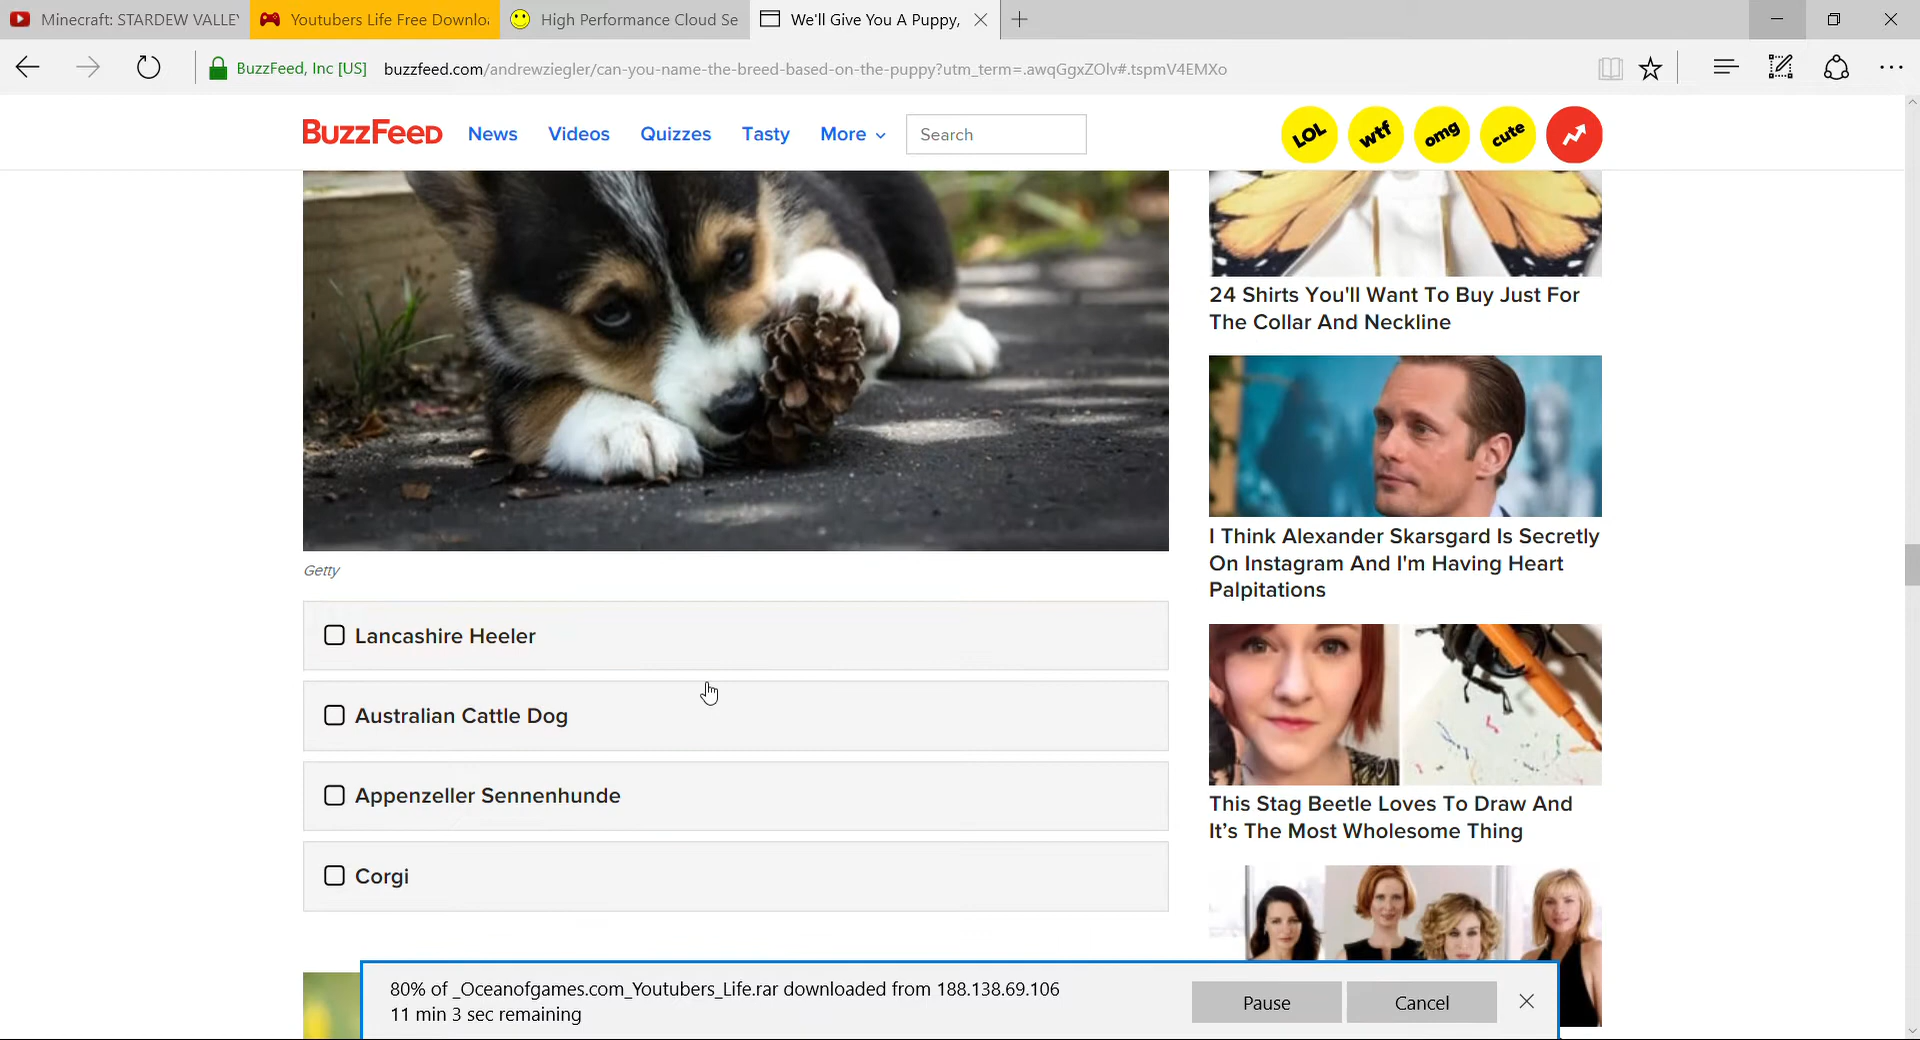 Minecraft: STARDEW VALLEY
Youtubers Life Free Downlo
High Performance Cloud Se
We'll Give You A Puppy,
BuzzFeed, Inc [US]
buzzfeed.com/andrewziegler/can-you-name-the-breed-based-on-the-puppy?utm_term=.awqGgxZOlv#.tspmV4EMXo
BuzzFeed
News
Videos
Quizzes
Tasty
More
Search
LOL
wtf
omg
cute
Getty
Lancashire Heeler
Australian Cattle Dog
Appenzeller Sennenhunde
Corgi
24 Shirts You'll Want To Buy Just For
The Collar And Neckline
I Think Alexander Skarsgard Is Secretly
On Instagram And I'm Having Heart
Palpitations
This Stag Beetle Loves To Draw And
It’s The Most Wholesome Thing
80% of _Oceanofgames.com_Youtubers_Life.rar downloaded from 188.138.69.106
11 min 3 sec remaining
Pause
Cancel